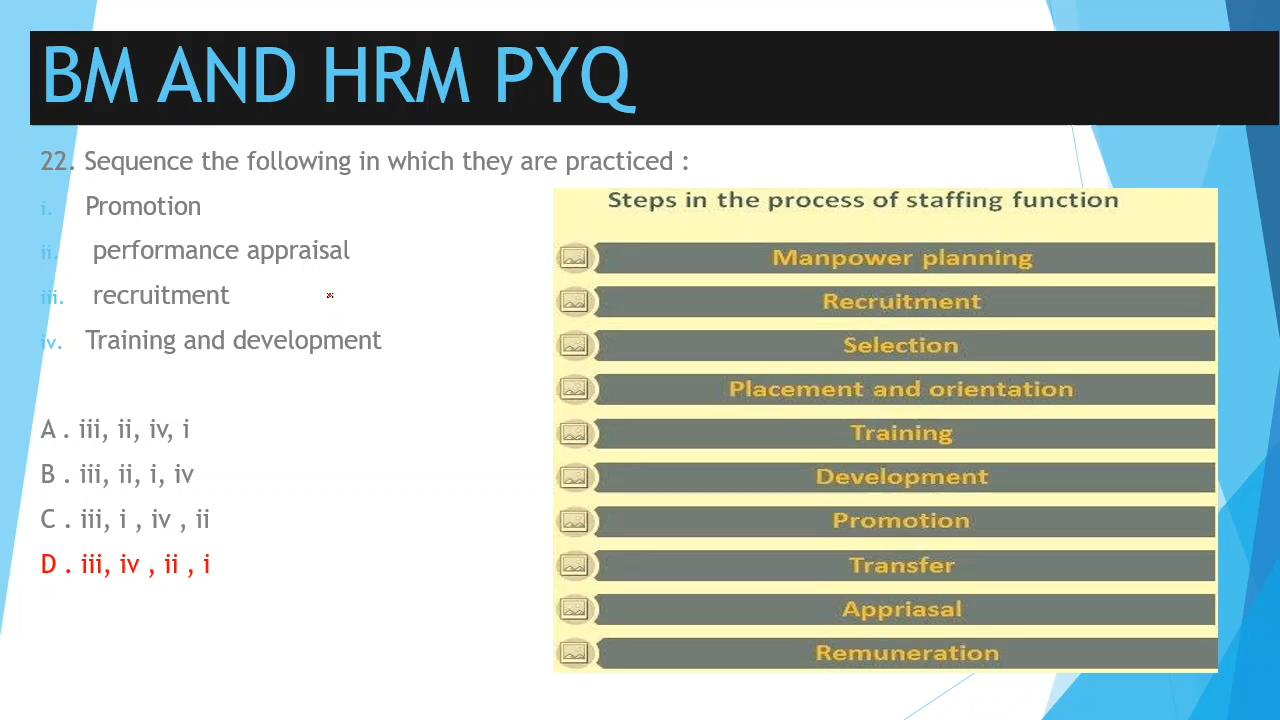 BM AND HRM PYQ
22. Sequence the following in which they are practiced :
i. Promotion
ii. performance appraisal
iii. recruitment
iv. Training and development
A . iii, ii, iv, i
B . iii, ii, i, iv
C . iii, i , iv , ii
D . iii, iv , ii , i
Steps in the process of staffing function
Manpower planning
Recruitment
Selection
Placement and orientation
Training
Development
Promotion
Transfer
Appriasal
Remuneration